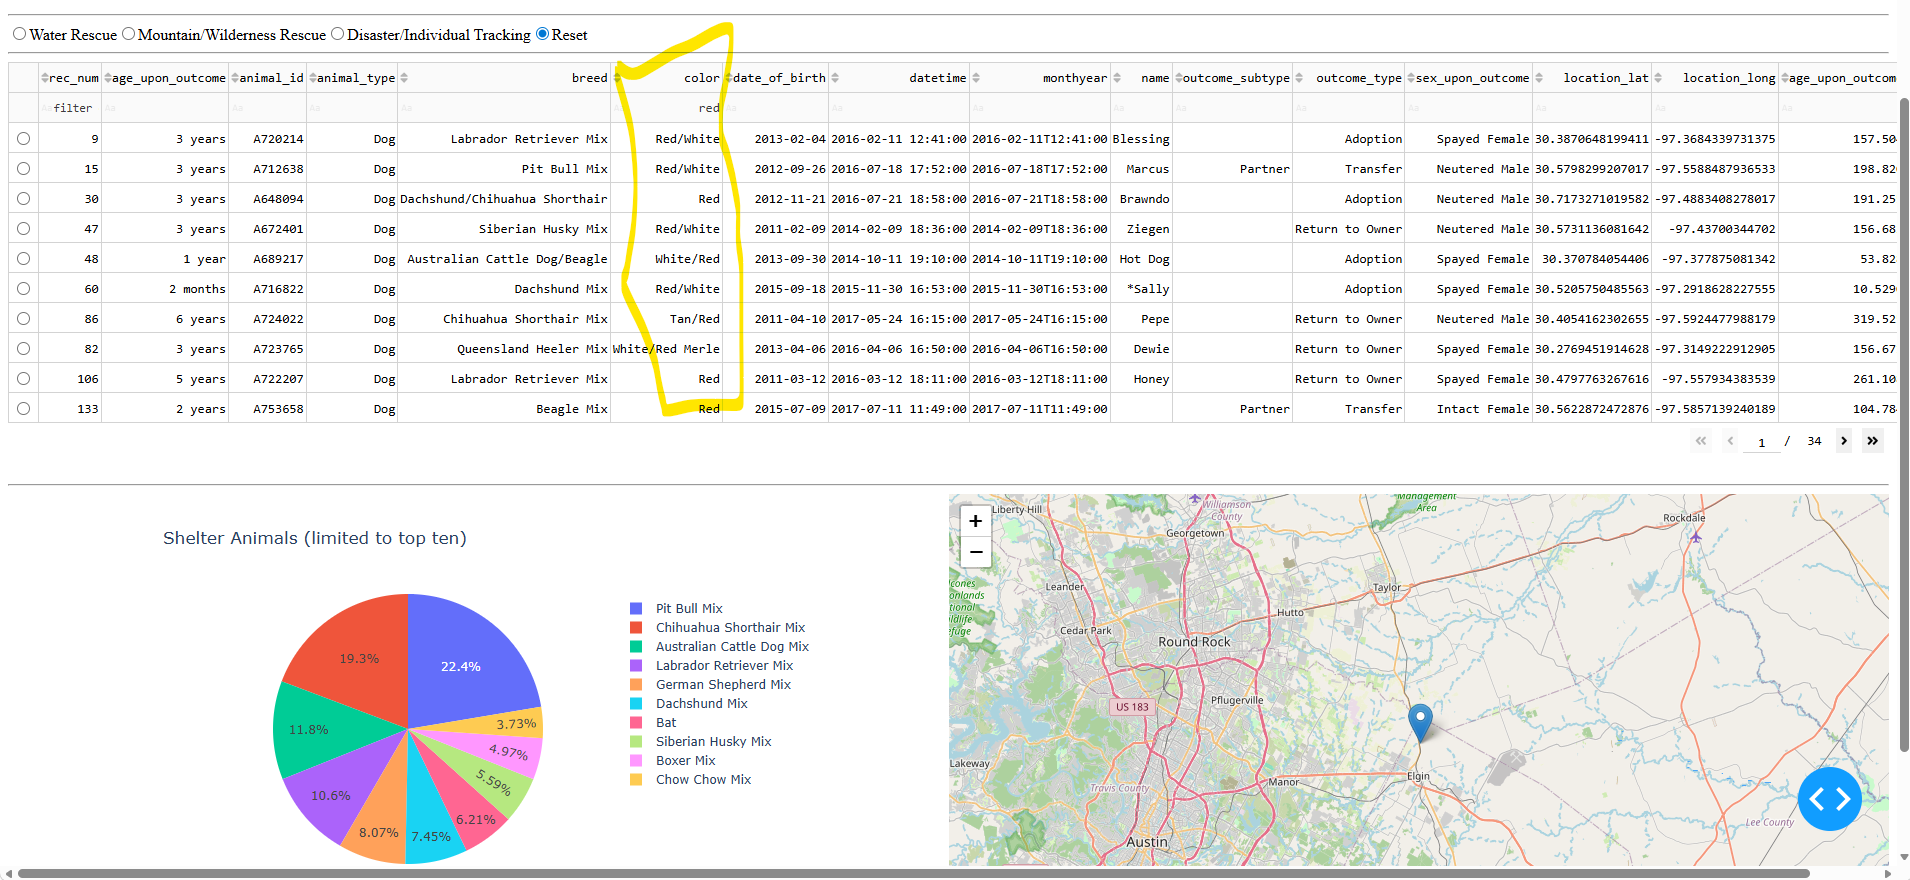 Water Rescue Mountain/Wilderness Rescue Disaster/Individual Tracking Reset
rec_num age_upon_outcome animal_id animal_type breed color date_of_birth datetime monthyear name outcome_subtype outcome_type sex_upon_outcome location_lat location_long age_upon_outcom
Aa filter Aa Aa Aa Aa Aa red Aa Aa Aa Aa Aa Aa Aa Aa Aa Aa
9 3 years A720214 Dog Labrador Retriever Mix Red/White 2013-02-04 2016-02-11 12:41:00 2016-02-11T12:41:00 Blessing Adoption Spayed Female 30.3870648199411 -97.3684339731375 157.50
15 3 years A712638 Dog Pit Bull Mix Red/White 2012-09-26 2016-07-18 17:52:00 2016-07-18T17:52:00 Marcus Partner Transfer Neutered Male 30.5798299207017 -97.5588487936533 198.82
30 3 years A648094 Dog Dachshund/Chihuahua Shorthair Red 2012-11-21 2016-07-21 18:58:00 2016-07-21T18:58:00 Brawndo Adoption Neutered Male 30.7173271019582 -97.4883408278017 191.25
47 3 years A672401 Dog Siberian Husky Mix Red/White 2011-02-09 2014-02-09 18:36:00 2014-02-09T18:36:00 Ziegen Return to Owner Neutered Male 30.5731136081642 -97.43700344702 156.68
48 1 year A689217 Dog Australian Cattle Dog/Beagle White/Red 2013-09-30 2014-10-11 19:10:00 2014-10-11T19:10:00 Hot Dog Adoption Spayed Female 30.370784054406 -97.377875081342 53.82
60 2 months A716822 Dog Dachshund Mix Red/White 2015-09-18 2015-11-30 16:53:00 2015-11-30T16:53:00 *Sally Adoption Spayed Female 30.5205750485563 -97.2918628227555 10.529
86 6 years A724022 Dog Chihuahua Shorthair Mix Tan/Red 2011-04-10 2017-05-24 16:15:00 2017-05-24T16:15:00 Pepe Return to Owner Neutered Male 30.4054162302655 -97.5924477988179 319.52
82 3 years A723765 Dog Queensland Heeler Mix White/Red Merle 2013-04-06 2016-04-06 16:50:00 2016-04-06T16:50:00 Dewie Return to Owner Spayed Female 30.2769451914628 -97.3149222912905 156.67
106 5 years A722207 Dog Labrador Retriever Mix Red 2011-03-12 2016-03-12 18:11:00 2016-03-12T18:11:00 Honey Return to Owner Spayed Female 30.4797763267616 -97.557934383539 261.10
133 2 years A753658 Dog Beagle Mix Red 2015-07-09 2017-07-11 11:49:00 2017-07-11T11:49:00 Partner Transfer Intact Female 30.5622872472876 -97.5857139240189 104.78
1 / 34
Shelter Animals (limited to top ten)
22.4%
19.3%
11.8%
10.6%
8.07%
7.45%
6.21%
5.59%
4.97%
3.73%
Pit Bull Mix
Chihuahua Shorthair Mix
Australian Cattle Dog Mix
Labrador Retriever Mix
German Shepherd Mix
Dachshund Mix
Bat
Siberian Husky Mix
Boxer Mix
Chow Chow Mix
+
−
Liberty Hill
Williamson
County
Management
Area
Rockdale
Georgetown
Leander
Taylor
Hutto
Cedar Park
Round Rock
Pflugerville
US 183
Lakeway
Elgin
Manor
Travis County
Lee County
Austin